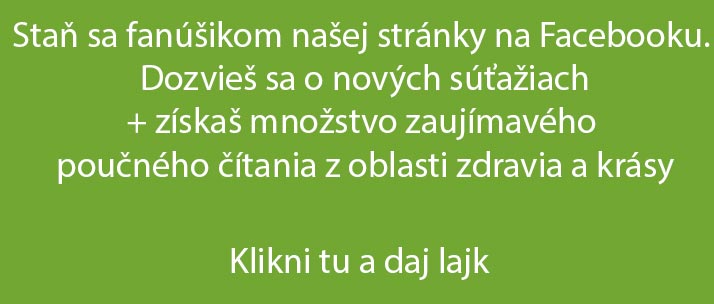 Staň sa fanúšikom našej stránky na Facebooku.
Dozvieš sa o nových súťažiach
+ získaš množstvo zaujímavého
poučného čítania z oblasti zdravia a krásy
Klikni tu a daj lajk